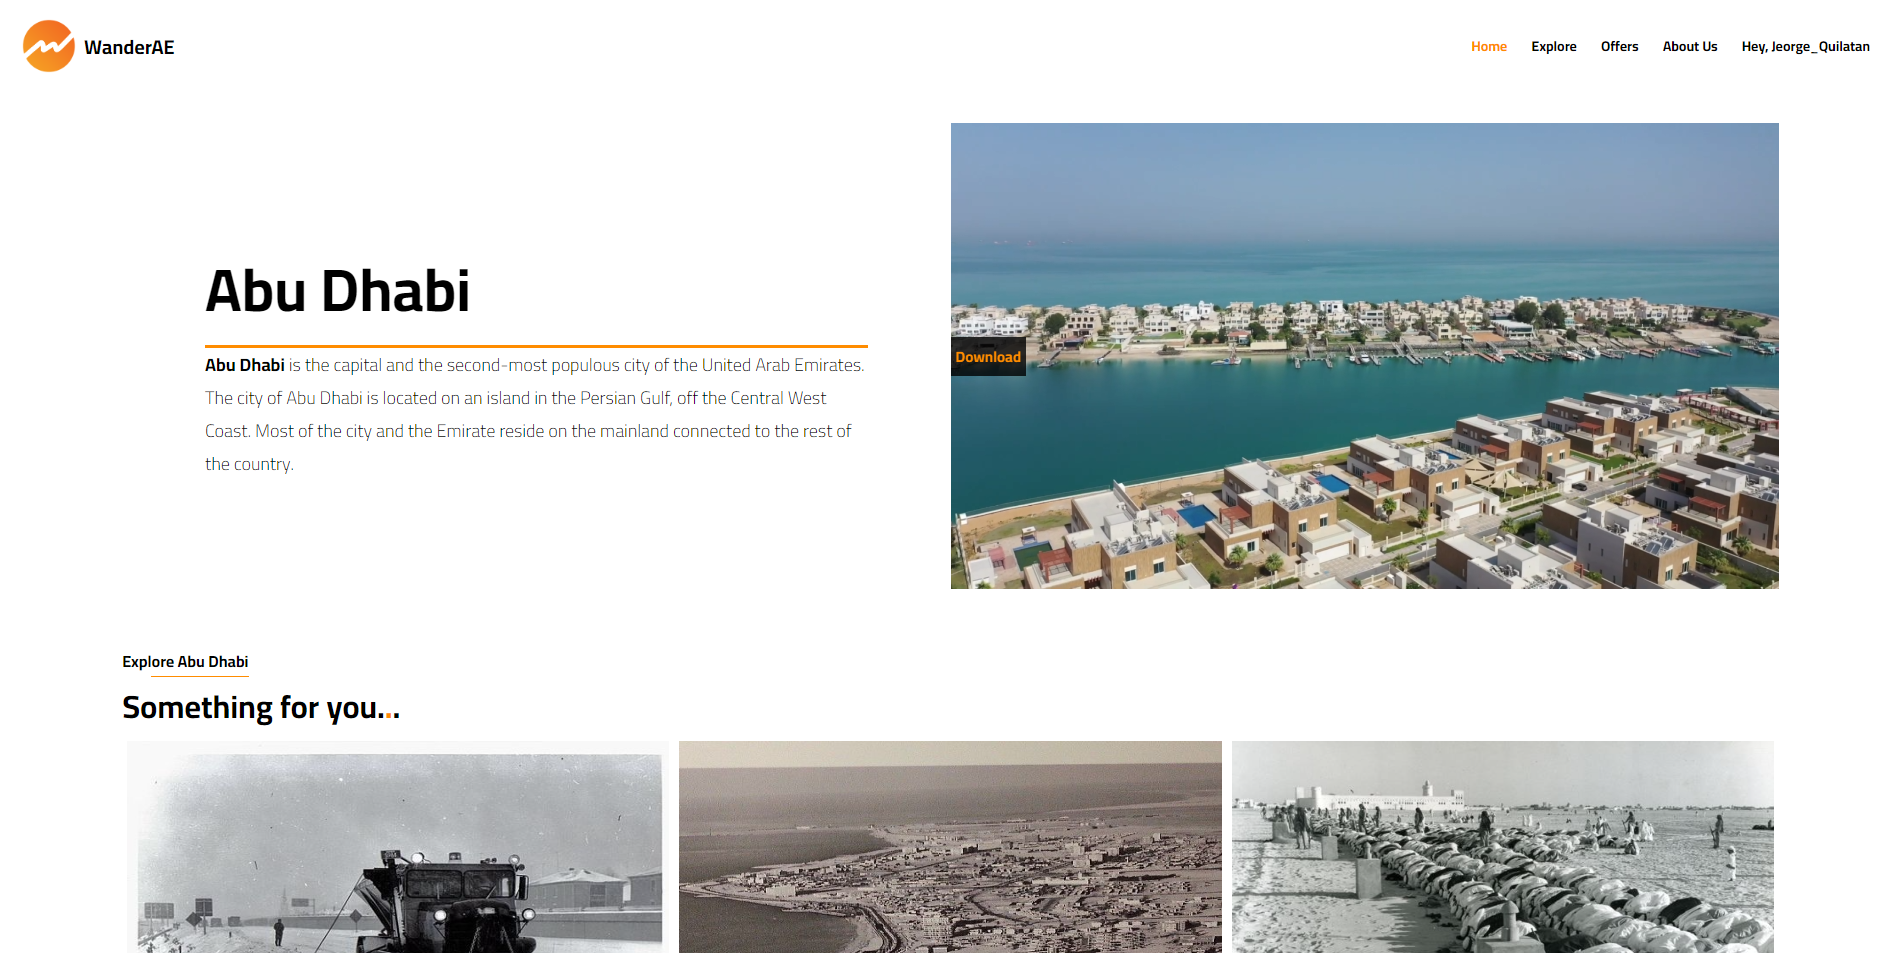 WanderAE
Home
Explore
Offers
About Us
Hey, Jeorge_Quilatan
Abu Dhabi
Abu Dhabi is the capital and the second-most populous city of the United Arab Emirates.
The city of Abu Dhabi is located on an island in the Persian Gulf, off the Central West
Coast. Most of the city and the Emirate reside on the mainland connected to the rest of
the country.
Download
Explore Abu Dhabi
Something for you...